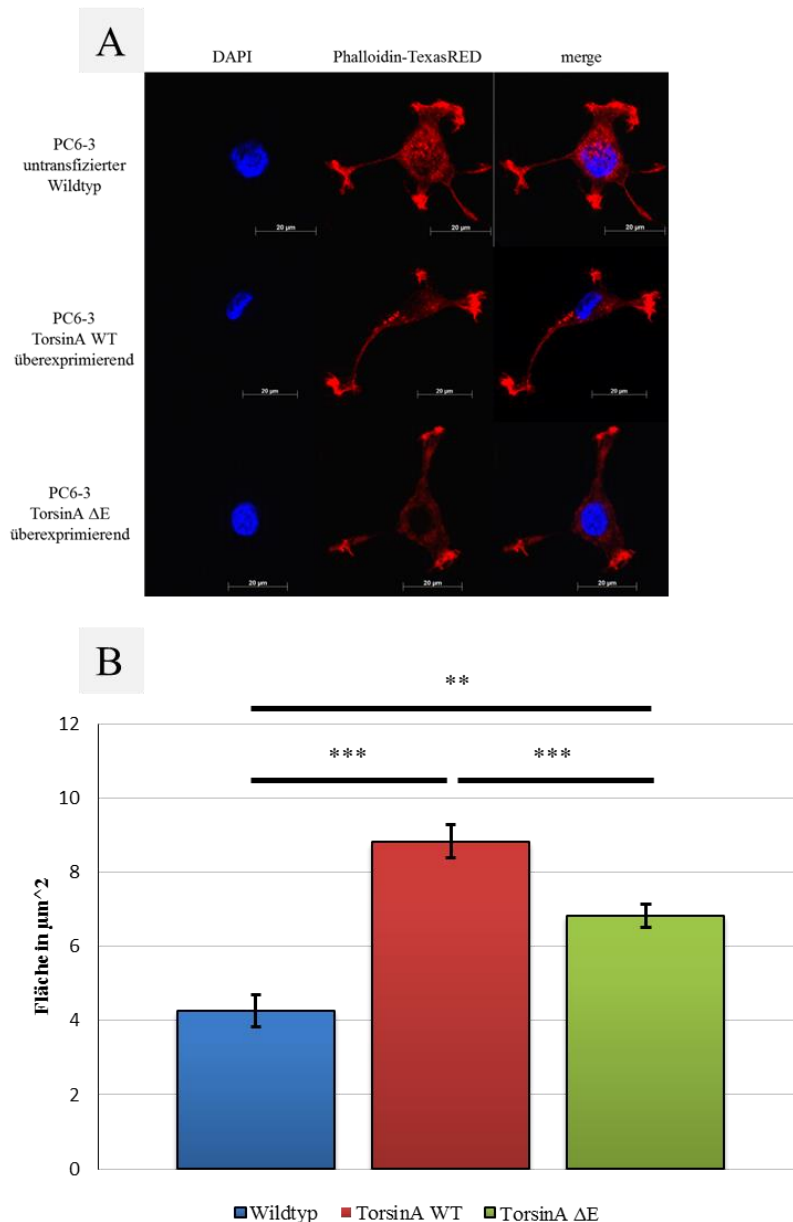 A
DAPI Phalloidin-TexasRED merge
PC6-3
untransfizierter
Wildtyp
20 µm 20 µm 20 µm
PC6-3
TorsinA WT
überexprimierend
20 µm 20 µm 20 µm
PC6-3
TorsinA ΔE
überexprimierend
20 µm 20 µm 20 µm
B
**
*** ***
Fläche in µm^2
12
10
8
6
4
2
0
Wildtyp TorsinA WT TorsinA ΔE